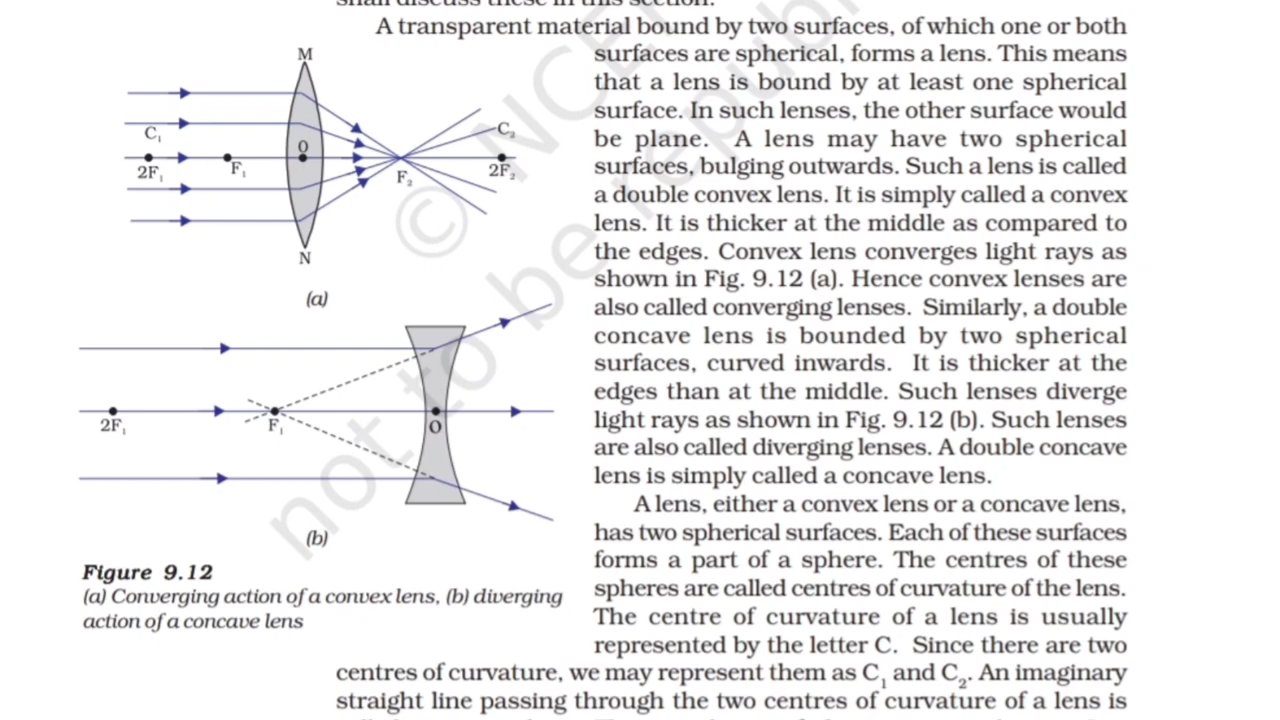 A transparent material bound by two surfaces, of which one or both
surfaces are spherical, forms a lens. This means
that a lens is bound by at least one spherical
surface. In such lenses, the other surface would
be plane. A lens may have two spherical
surfaces, bulging outwards. Such a lens is called
a double convex lens. It is simply called a convex
lens. It is thicker at the middle as compared to
the edges. Convex lens converges light rays as
shown in Fig. 9.12 (a). Hence convex lenses are
also called converging lenses. Similarly, a double
concave lens is bounded by two spherical
surfaces, curved inwards. It is thicker at the
edges than at the middle. Such lenses diverge
light rays as shown in Fig. 9.12 (b). Such lenses
are also called diverging lenses. A double concave
lens is simply called a concave lens.
A lens, either a convex lens or a concave lens,
has two spherical surfaces. Each of these surfaces
forms a part of a sphere. The centres of these
spheres are called centres of curvature of the lens.
The centre of curvature of a lens is usually
represented by the letter C. Since there are two
centres of curvature, we may represent them as C₁ and C₂. An imaginary
straight line passing through the two centres of curvature of a lens is
M
C₁
O
C₂
2F₁
F₁
F₂
2F₂
N
(a)
2F₁
F₁
O
(b)
Figure 9.12
(a) Converging action of a convex lens, (b) diverging
action of a concave lens
© NCE
not to be republi